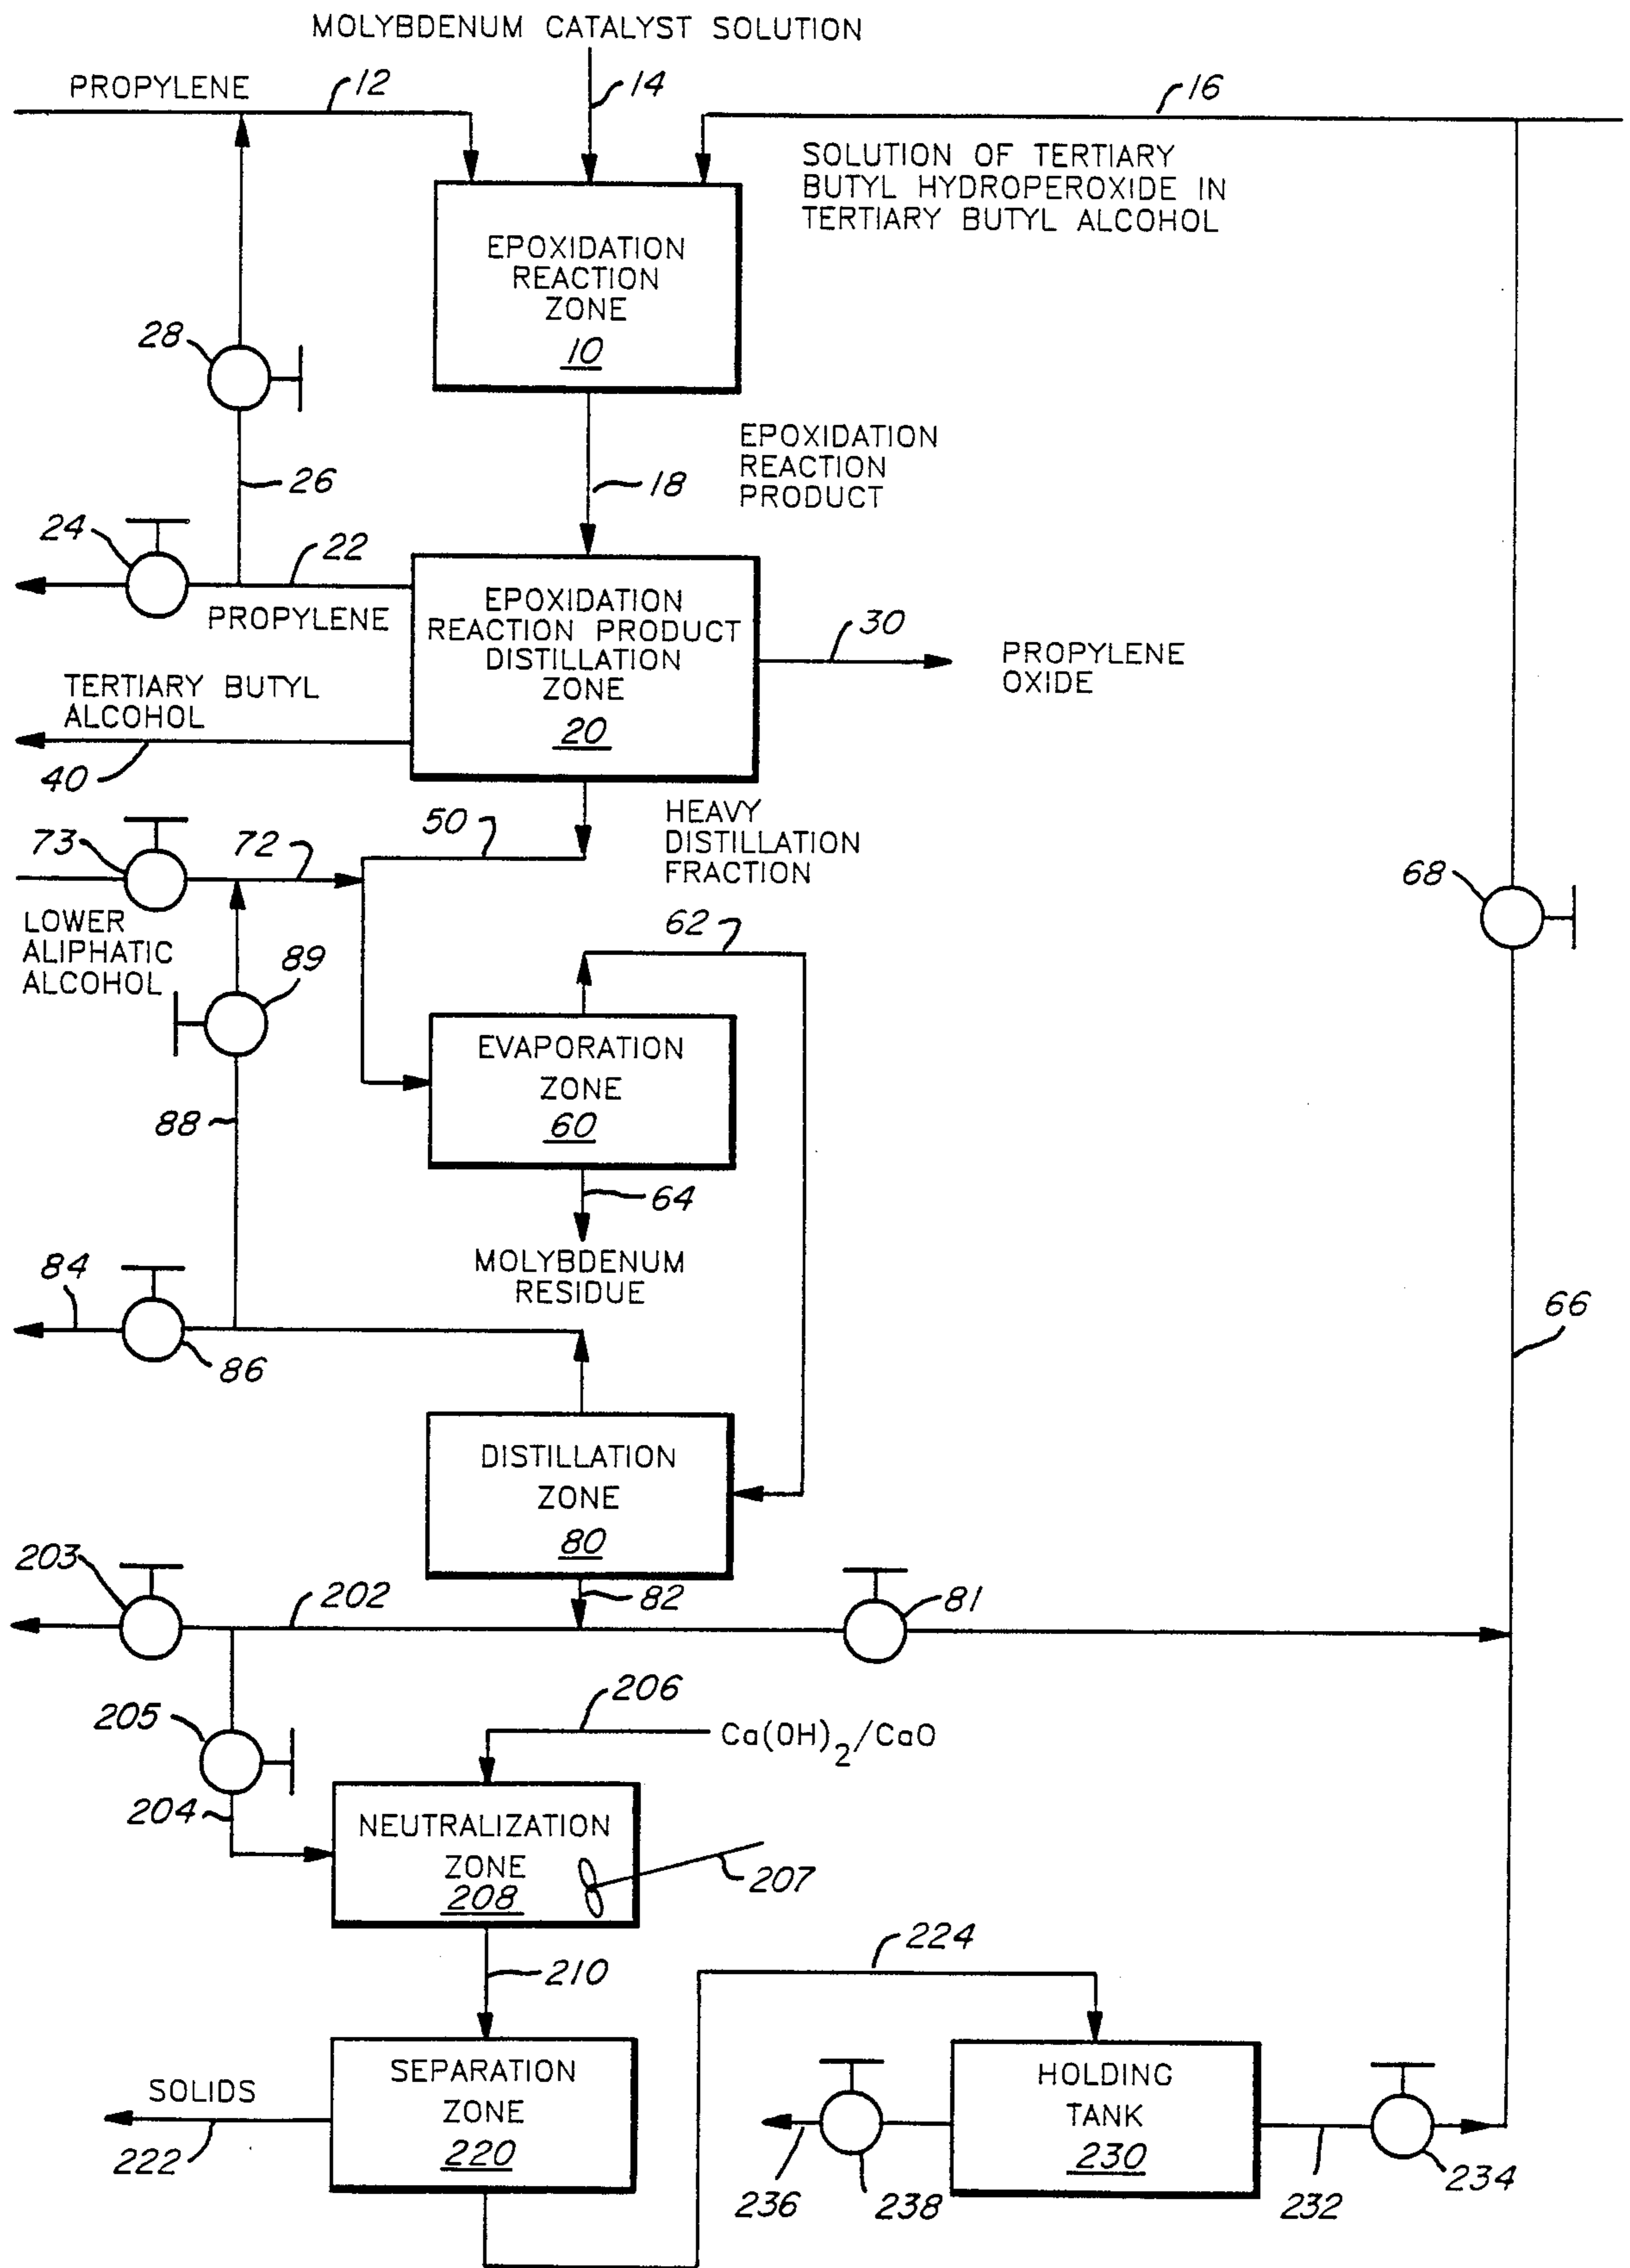 MOLYBDENUM CATALYST SOLUTION
PROPYLENE
12
14
16
SOLUTION OF TERTIARY
BUTYL HYDROPEROXIDE IN
TERTIARY BUTYL ALCOHOL
EPOXIDATION
REACTION
ZONE
10
28
EPOXIDATION
REACTION
PRODUCT
18
26
24
22
PROPYLENE
EPOXIDATION
REACTION PRODUCT
DISTILLATION
ZONE
20
30
PROPYLENE
OXIDE
TERTIARY BUTYL
ALCOHOL
40
HEAVY
DISTILLATION
FRACTION
50
73
72
68
LOWER
ALIPHATIC
ALCOHOL
62
89
EVAPORATION
ZONE
60
88
64
MOLYBDENUM
RESIDUE
84
86
66
DISTILLATION
ZONE
80
203
202
82
81
206
205
Ca(OH)2/CaO
204
NEUTRALIZATION
ZONE
208
207
224
210
SEPARATION
ZONE
220
SOLIDS
222
HOLDING
TANK
230
236
238
232
234